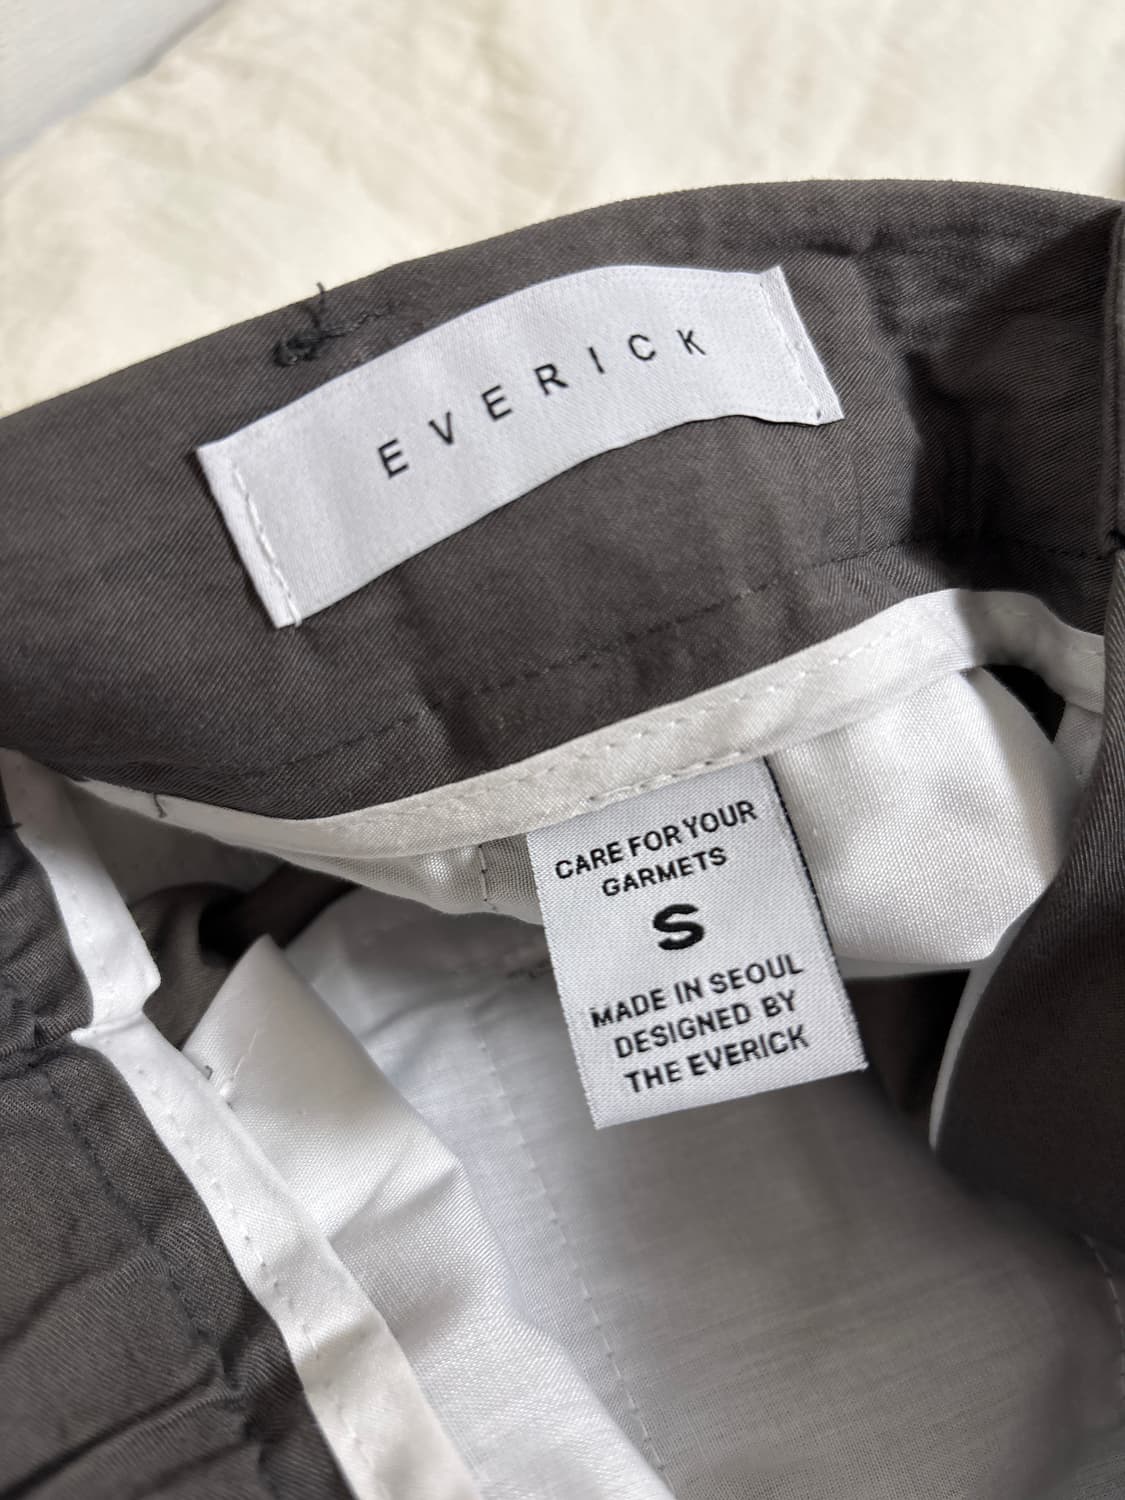 EVERICK
CARE FOR YOUR
GARMETS
S
MADE IN SEOUL
DESIGNED BY
THE EVERICK